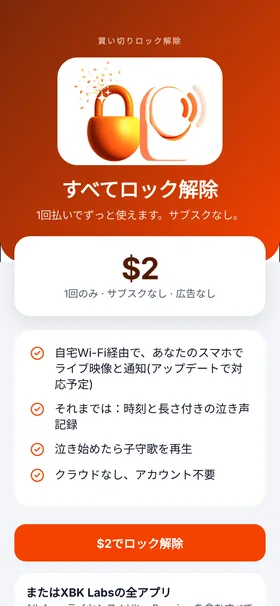 買い切りロック解除
すべてロック解除
1回払いでずっと使えます。サブスクなし。
$2
1回のみ · サブスクなし · 広告なし
自宅Wi-Fi経由で、あなたのスマホで
ライブ映像と通知(アップデートで対
応予定)
それまでは：時刻と長さ付きの泣き声
記録
泣き始めたら子守歌を再生
クラウドなし、アカウント不要
$2でロック解除
またはXBK Labsの全アプリ